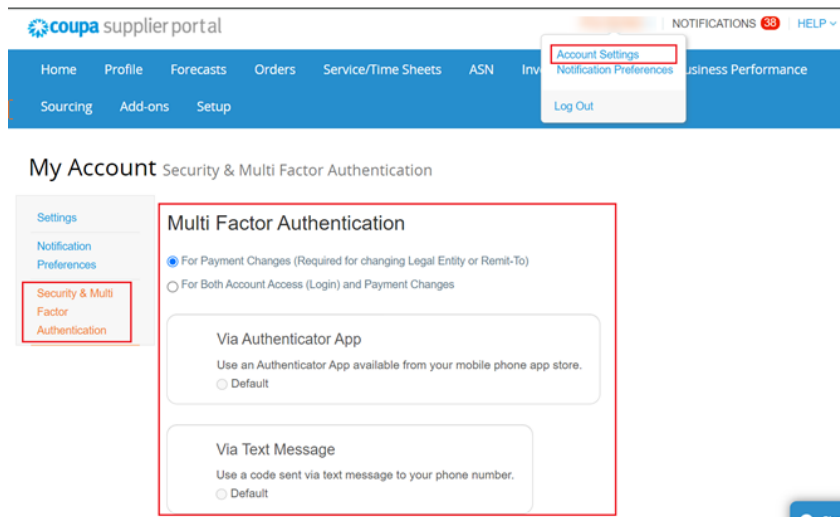 coupa supplier portal
NOTIFICATIONS 38
HELP
Account Settings
Notification Preferences
Log Out
Home Profile Forecasts Orders Service/Time Sheets ASN Business Performance
Sourcing Add-ons Setup
My Account Security & Multi Factor Authentication
Settings
Notification
Preferences
Security & Multi
Factor
Authentication
Multi Factor Authentication
For Payment Changes (Required for changing Legal Entity or Remit-To)
For Both Account Access (Login) and Payment Changes
Via Authenticator App
Use an Authenticator App available from your mobile phone app store.
Default
Via Text Message
Use a code sent via text message to your phone number.
Default